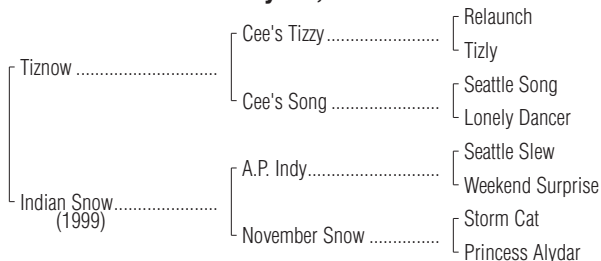 Relaunch
Cee's Tizzy
Tizly
Tiznow
Seattle Song
Cee's Song
Lonely Dancer
Seattle Slew
A.P. Indy
Weekend Surprise
Indian Snow
(1999)
Storm Cat
November Snow
Princess Alydar